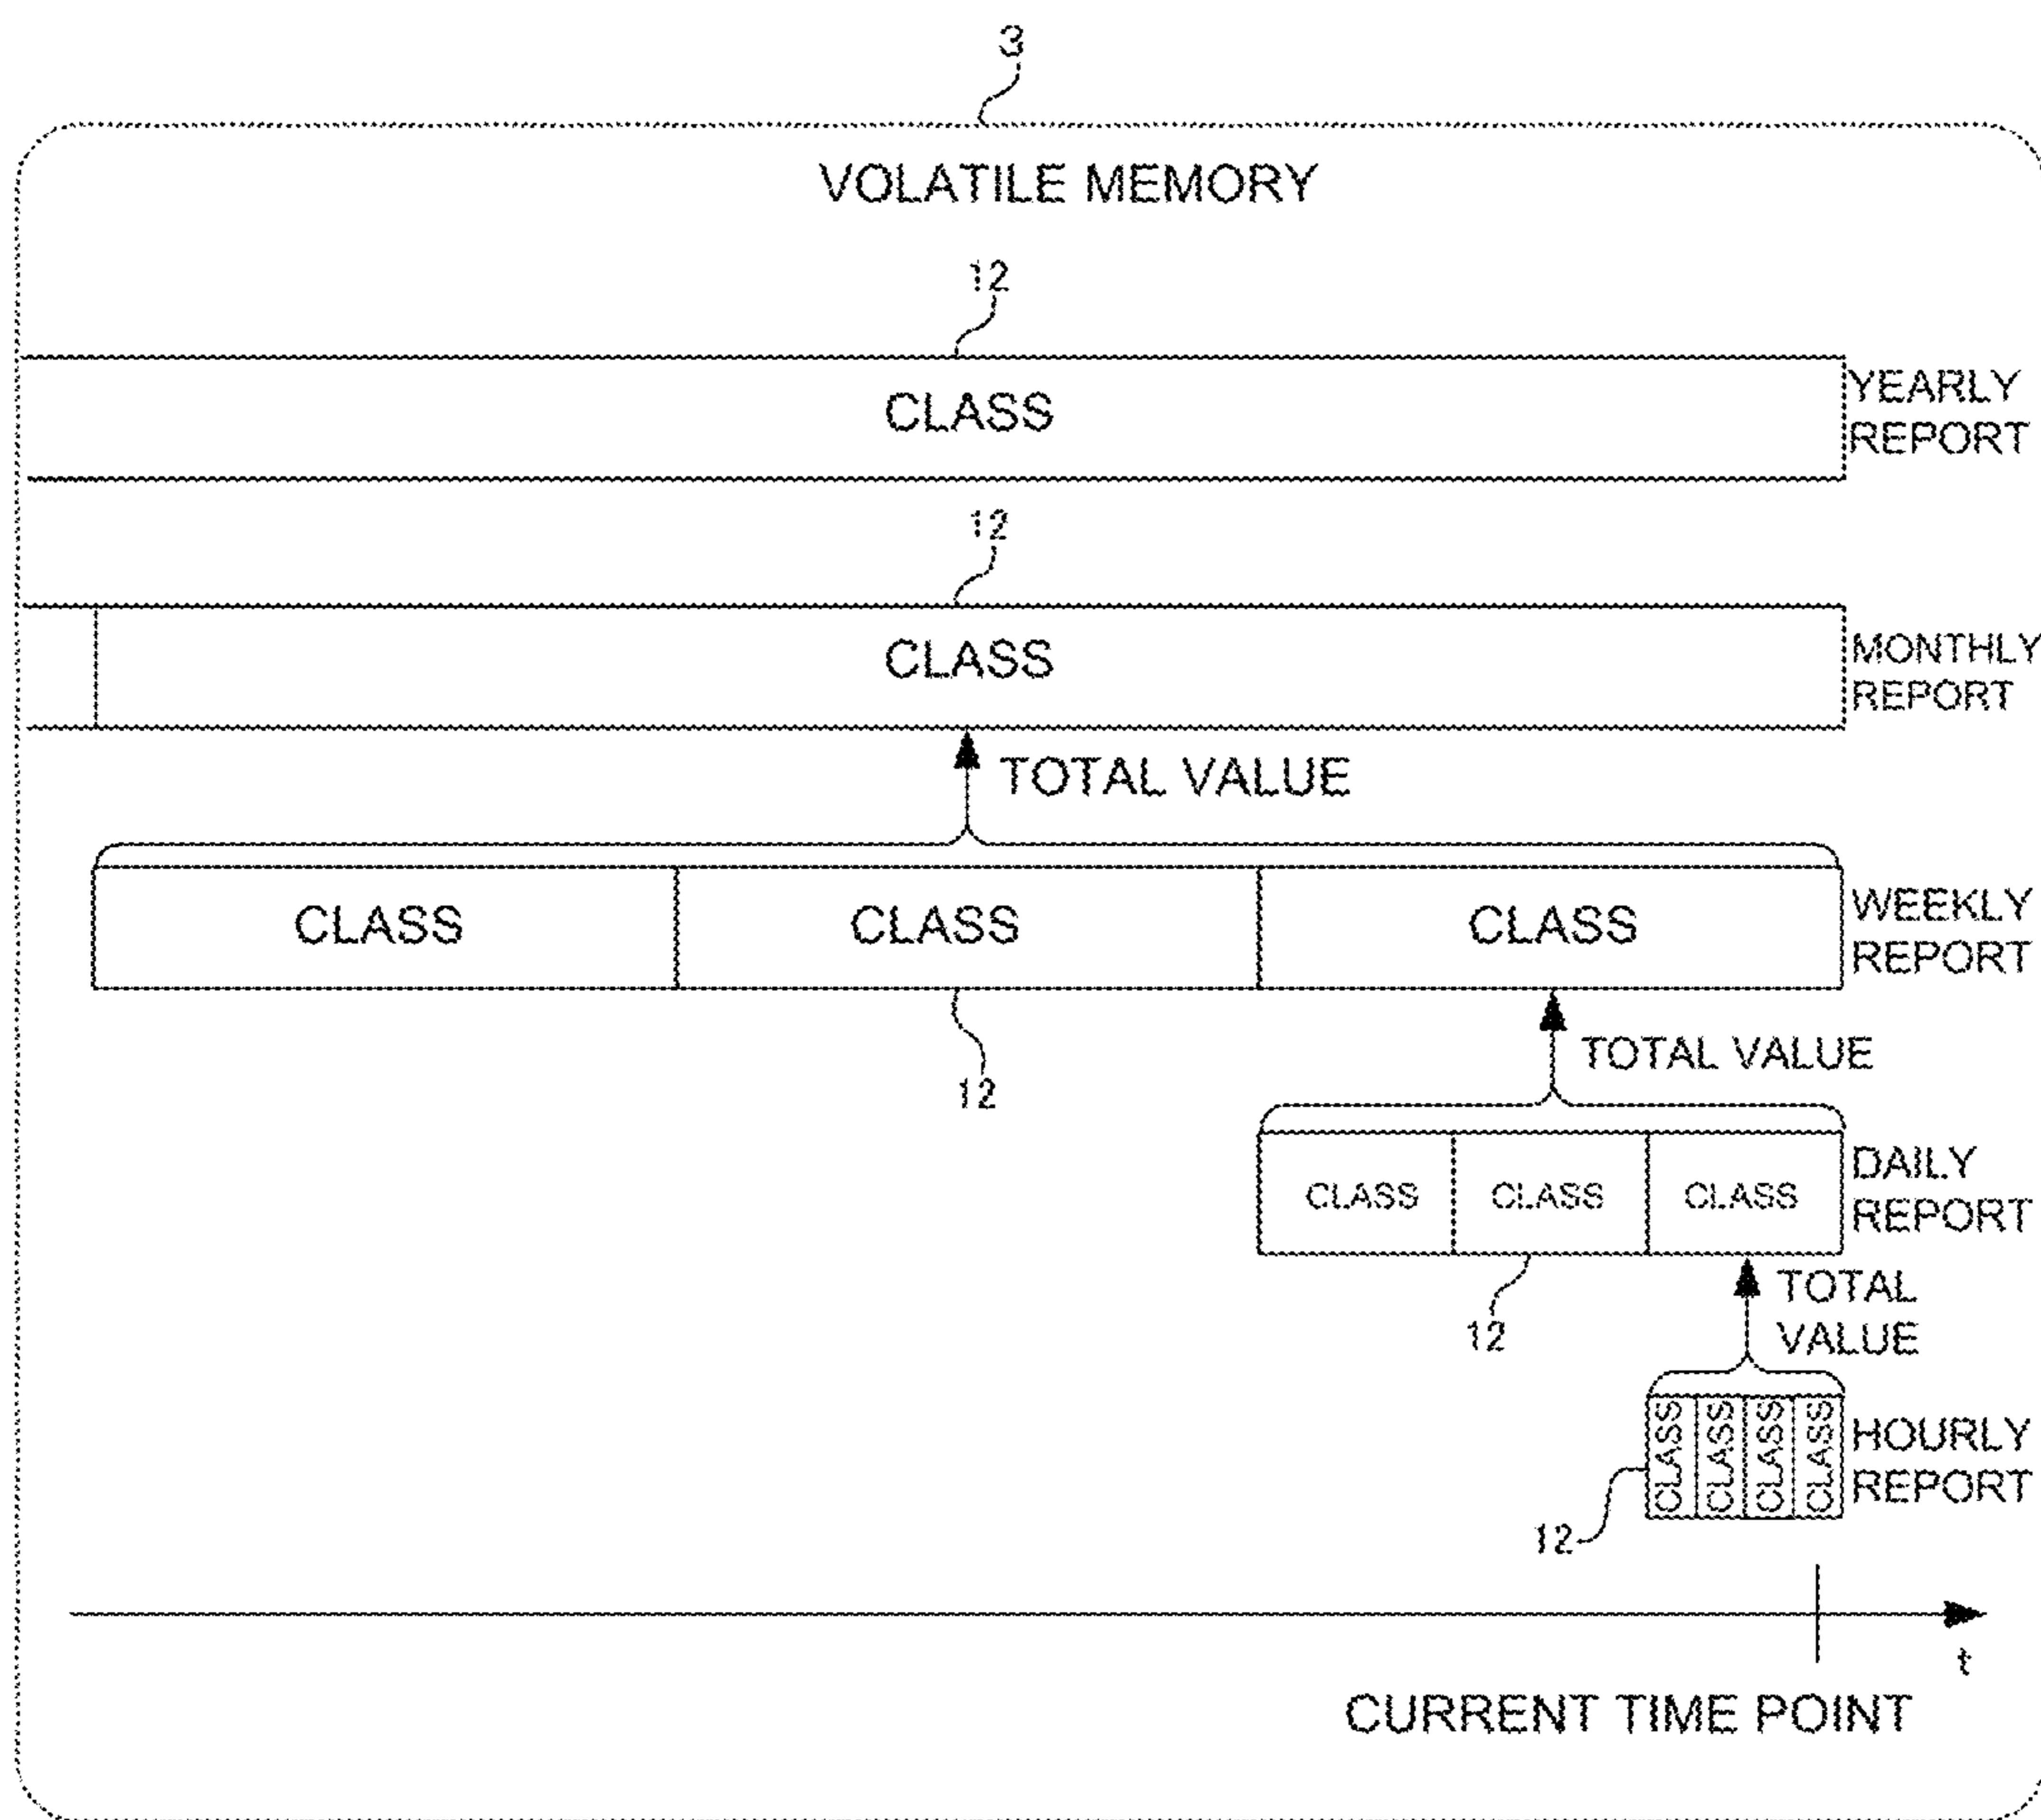 3
VOLATILE MEMORY
12
CLASS
YEARLY
REPORT
12
CLASS
MONTHLY
REPORT
TOTAL VALUE
CLASS CLASS CLASS
WEEKLY
REPORT
12
TOTAL VALUE
CLASS CLASS CLASS
DAILY
REPORT
12
TOTAL
VALUE
CLASS
CLASS
CLASS
CLASS
HOURLY
REPORT
12
t
CURRENT TIME POINT